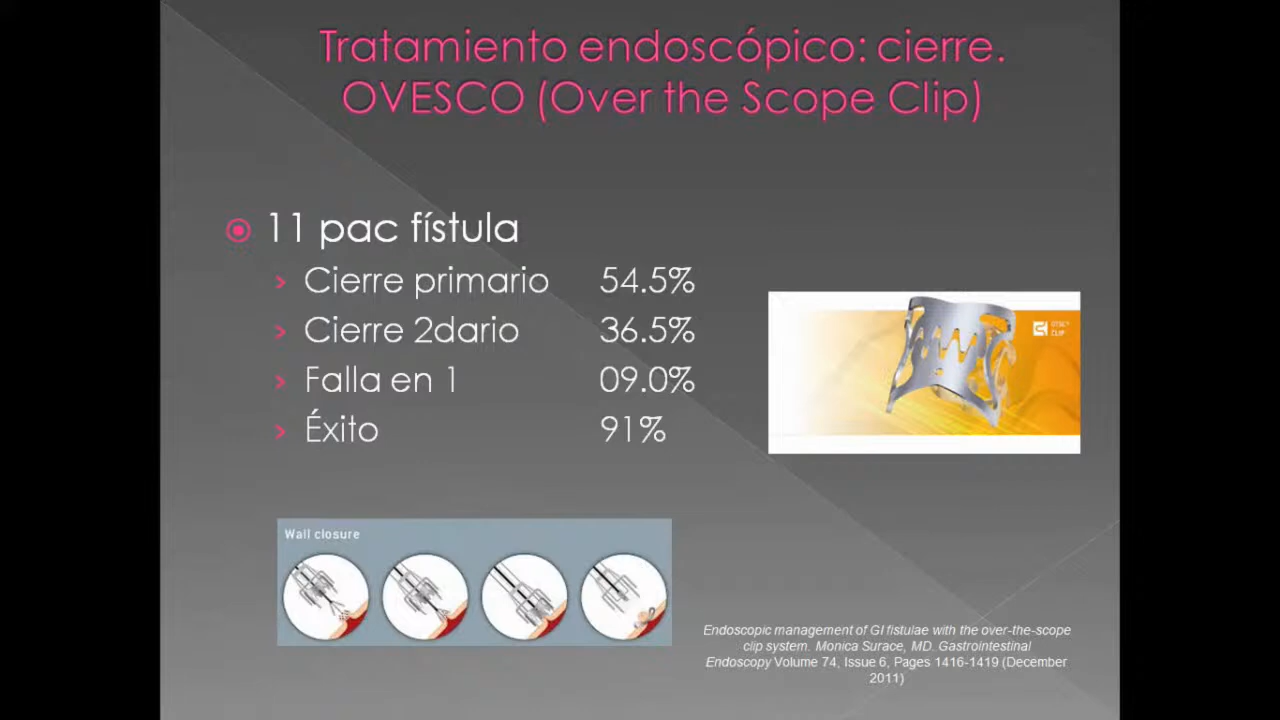 Tratamiento endoscópico: cierre.
OVESCO (Over the Scope Clip)
11 pac fístula
Cierre primario 54.5%
Cierre 2dario 36.5%
Falla en 1 09.0%
Éxito 91%
OTSC®
CLIP
Wall closure
Endoscopic management of GI fistulae with the over-the-scope
clip system. Monica Surace, MD. Gastrointestinal
Endoscopy Volume 74, Issue 6, Pages 1416-1419 (December
2011)